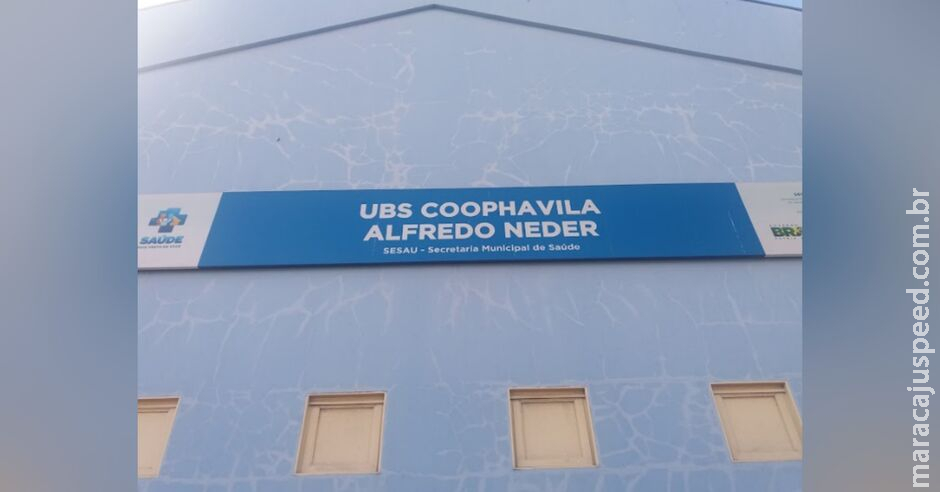 UBS COOPHAVILA
ALFREDO NEDER
SESAU - Secretaria Municipal de Saúde
SAÚDE
maracajuspeed.com.br